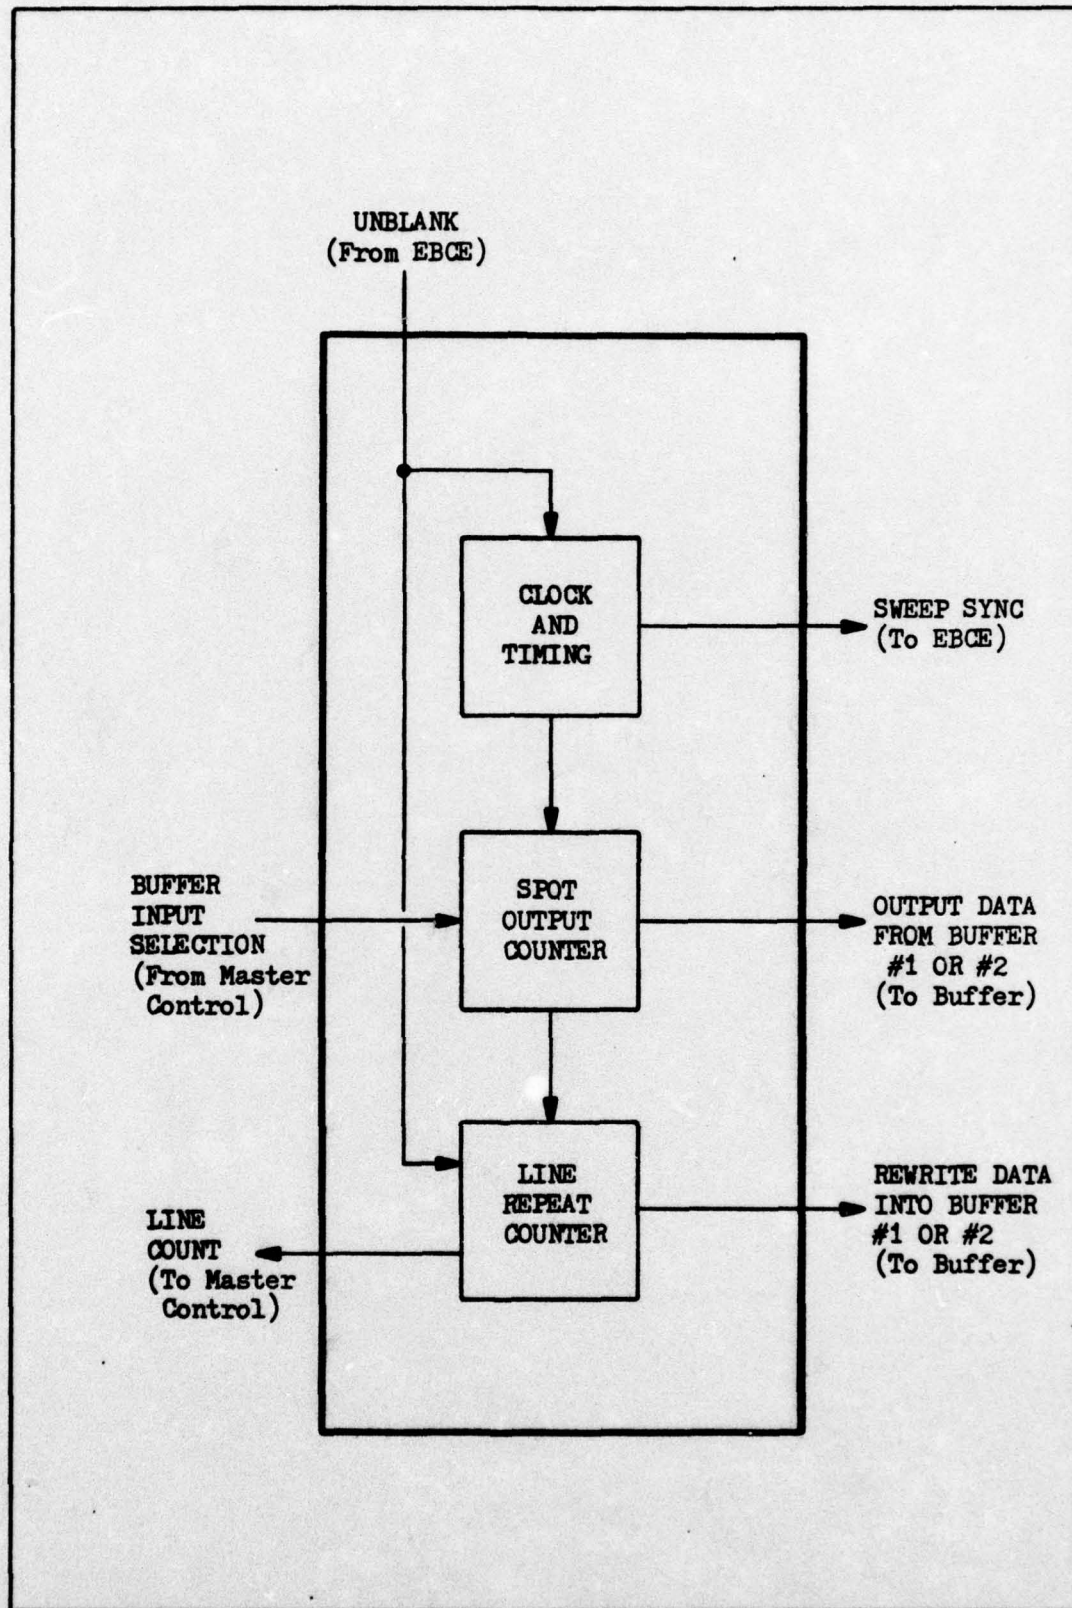 UNBLANK
(From EBCE)
CLOCK
AND
TIMING
SWEEP SYNC
(To EBCE)
BUFFER
INPUT
SELECTION
(From Master
Control)
SPOT
OUTPUT
COUNTER
OUTPUT DATA
FROM BUFFER
#1 OR #2
(To Buffer)
LINE
COUNT
(To Master
Control)
LINE
REPEAT
COUNTER
REWRITE DATA
INTO BUFFER
#1 OR #2
(To Buffer)